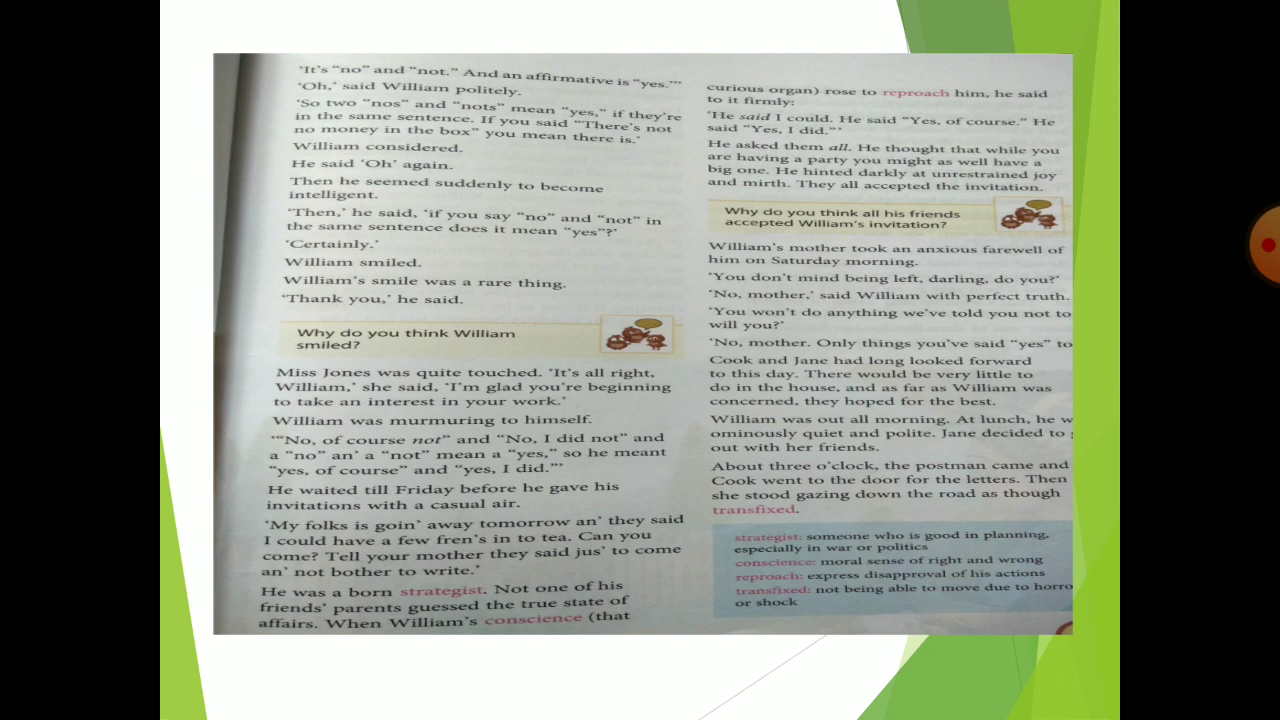 ‘It’s “no” and “not.” And an affirmative is “yes.”’
‘Oh,’ said William politely.
‘So two “nos” and “nots” mean “yes,” if they’re
in the same sentence. If you said “There’s not
no money in the box” you mean there is.’
William considered.
He said ‘Oh’ again.
Then he seemed suddenly to become
intelligent.
‘Then,’ he said, ‘if you say “no” and “not” in
the same sentence does it mean “yes”?’
‘Certainly.’
William smiled.
William’s smile was a rare thing.
‘Thank you,’ he said.
Why do you think William
smiled?
Miss Jones was quite touched. ‘It’s all right,
William,’ she said, ‘I’m glad you’re beginning
to take an interest in your work.’
William was murmuring to himself.
‘“No, of course not” and “No, I did not” and
a “no” an’ a “not” mean a “yes,” so he meant
“yes, of course” and “yes, I did.”’
He waited till Friday before he gave his
invitations with a casual air.
‘My folks is goin’ away tomorrow an’ they said
I could have a few fren’s in to tea. Can you
come? Tell your mother they said jus’ to come
an’ not bother to write.’
He was a born strategist. Not one of his
friends’ parents guessed the true state of
affairs. When William’s conscience (that
curious organ) rose to reproach him, he said
to it firmly:
‘He said I could. He said “Yes, of course.” He
said “Yes, I did.”’
He asked them all. He thought that while you
are having a party you might as well have a
big one. He hinted darkly at unrestrained joy
and mirth. They all accepted the invitation.
Why do you think all his friends
accepted William’s invitation?
William’s mother took an anxious farewell of
him on Saturday morning.
‘You don’t mind being left, darling, do you?’
‘No, mother,’ said William with perfect truth.
‘You won’t do anything we’ve told you not to
will you?’
‘No, mother. Only things you’ve said “yes” to
Cook and Jane had long looked forward
to this day. There would be very little to
do in the house, and as far as William was
concerned, they hoped for the best.
William was out all morning. At lunch, he w
ominously quiet and polite. Jane decided to
out with her friends.
About three o’clock, the postman came and
Cook went to the door for the letters. Then
she stood gazing down the road as though
transfixed.
strategist: someone who is good in planning,
especially in war or politics
conscience: moral sense of right and wrong
reproach: express disapproval of his actions
transfixed: not being able to move due to horro
or shock